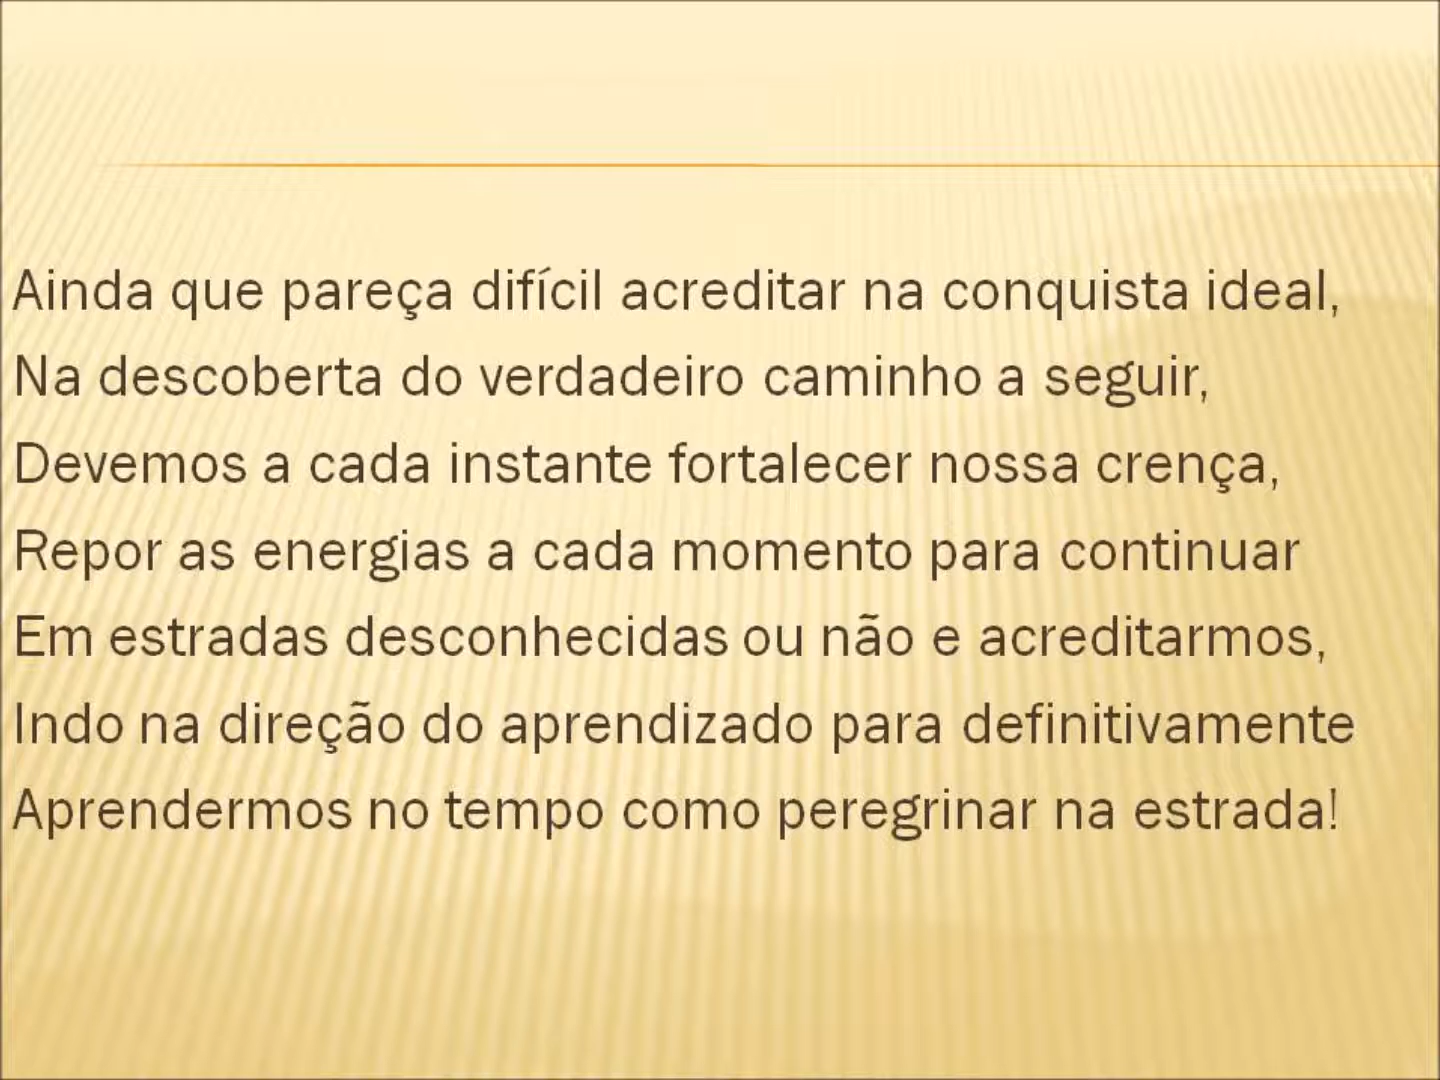 Ainda que pareça difícil acreditar na conquista ideal,
Na descoberta do verdadeiro caminho a seguir,
Devemos a cada instante fortalecer nossa crença,
Repor as energias a cada momento para continuar
Em estradas desconhecidas ou não e acreditarmos,
Indo na direção do aprendizado para definitivamente
Aprendermos no tempo como peregrinar na estrada!